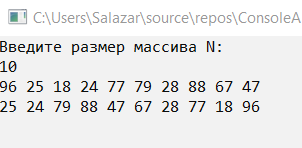 C:\Users\Salazar\source\repos\ConsoleA
Введите размер массива N:
10
96 25 18 24 77 79 28 88 67 47
25 24 79 88 47 67 28 77 18 96